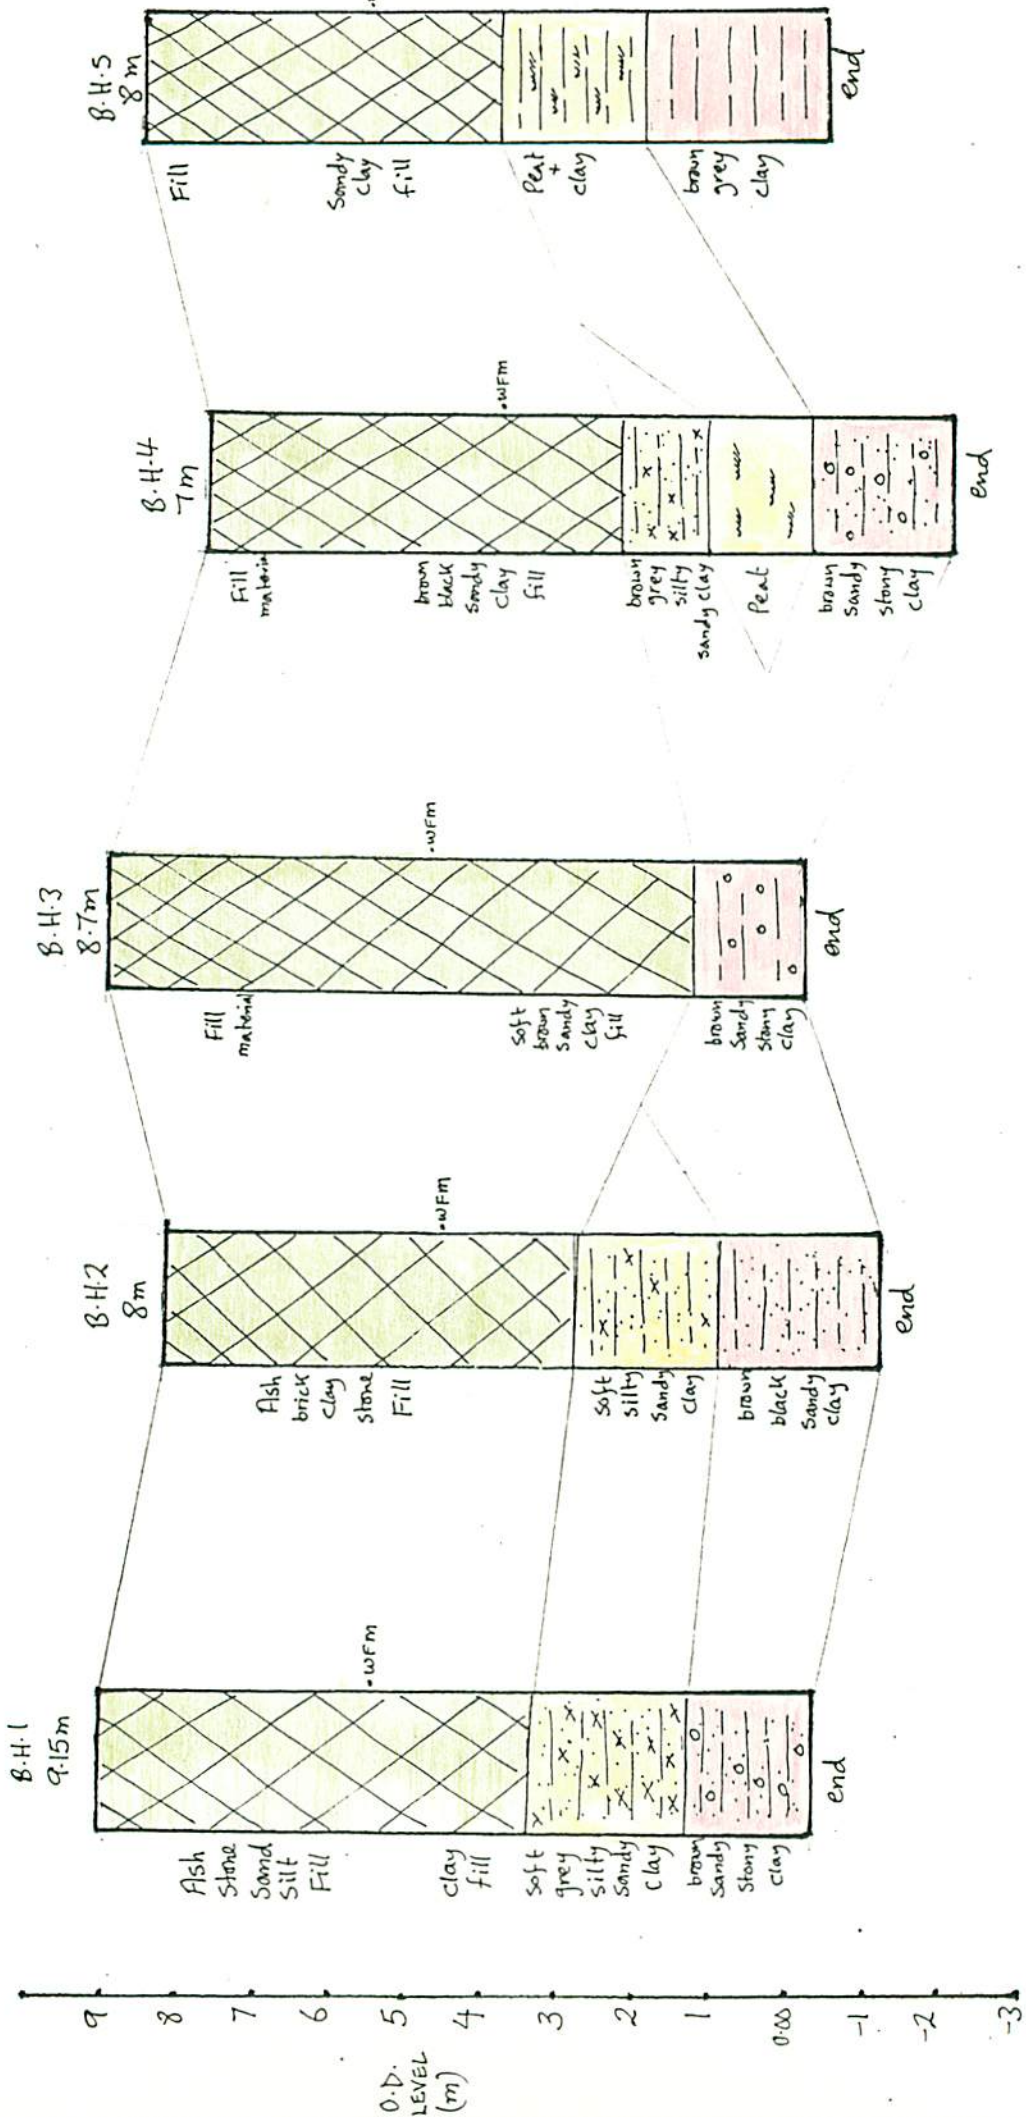 O.D.
LEVEL
(m)
9
8
7
6
5
4
3
2
1
0.00
-1
-2
-3
B.H.1
9.15m
Ash
Stone
Sand
Silt
Fill
clay
fill
soft
grey
silty
sandy
clay
brown
sandy
stony
clay
WFM
end
B.H.2
8m
Ash
brick
clay
stone
Fill
soft
silty
sandy
clay
brown
black
sandy
clay
WFM
end
B.H.3
8.7m
Fill
material
soft
brown
sandy
clay
fill
brown
sandy
stony
clay
WFM
end
B.H.4
7m
Fill
material
brown
black
sandy
clay
fill
brown
grey
silty
sandy clay
Peat
brown
sandy
stony
clay
WFM
end
B.H.5
8m
Fill
Sandy
clay
fill
Peat
+
clay
brown
grey
clay
end